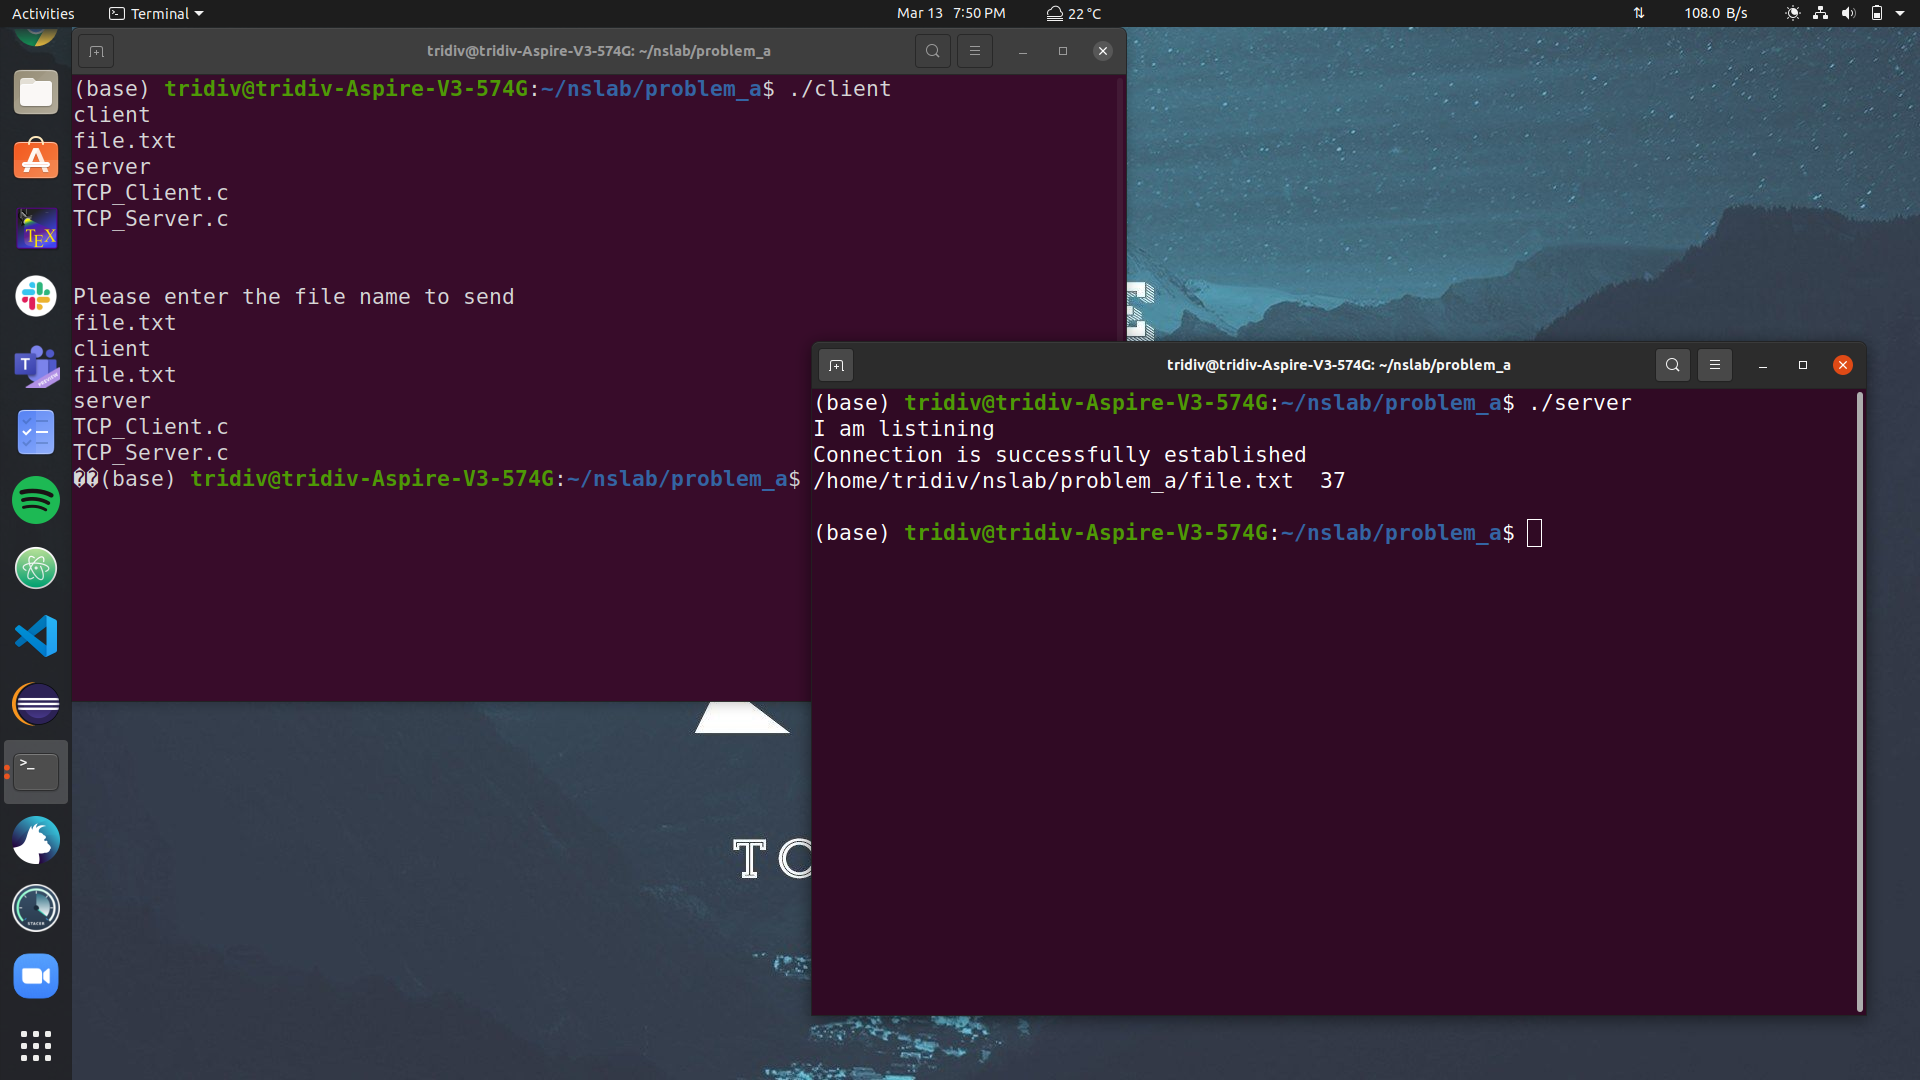 Activities
Terminal
Mar 13 7:50 PM
22 °C
108.0 B/s
tridiv@tridiv-Aspire-V3-574G: ~/nslab/problem_a
(base) tridiv@tridiv-Aspire-V3-574G:~/nslab/problem_a$ ./client
client
file.txt
server
TCP_Client.c
TCP_Server.c
Please enter the file name to send
file.txt
client
file.txt
server
TCP_Client.c
TCP_Server.c
��(base) tridiv@tridiv-Aspire-V3-574G:~/nslab/problem_a$
tridiv@tridiv-Aspire-V3-574G: ~/nslab/problem_a
(base) tridiv@tridiv-Aspire-V3-574G:~/nslab/problem_a$ ./server
I am listining
Connection is successfully established
/home/tridiv/nslab/problem_a/file.txt  37
(base) tridiv@tridiv-Aspire-V3-574G:~/nslab/problem_a$
TEX
T
>_
STACER
E
TO